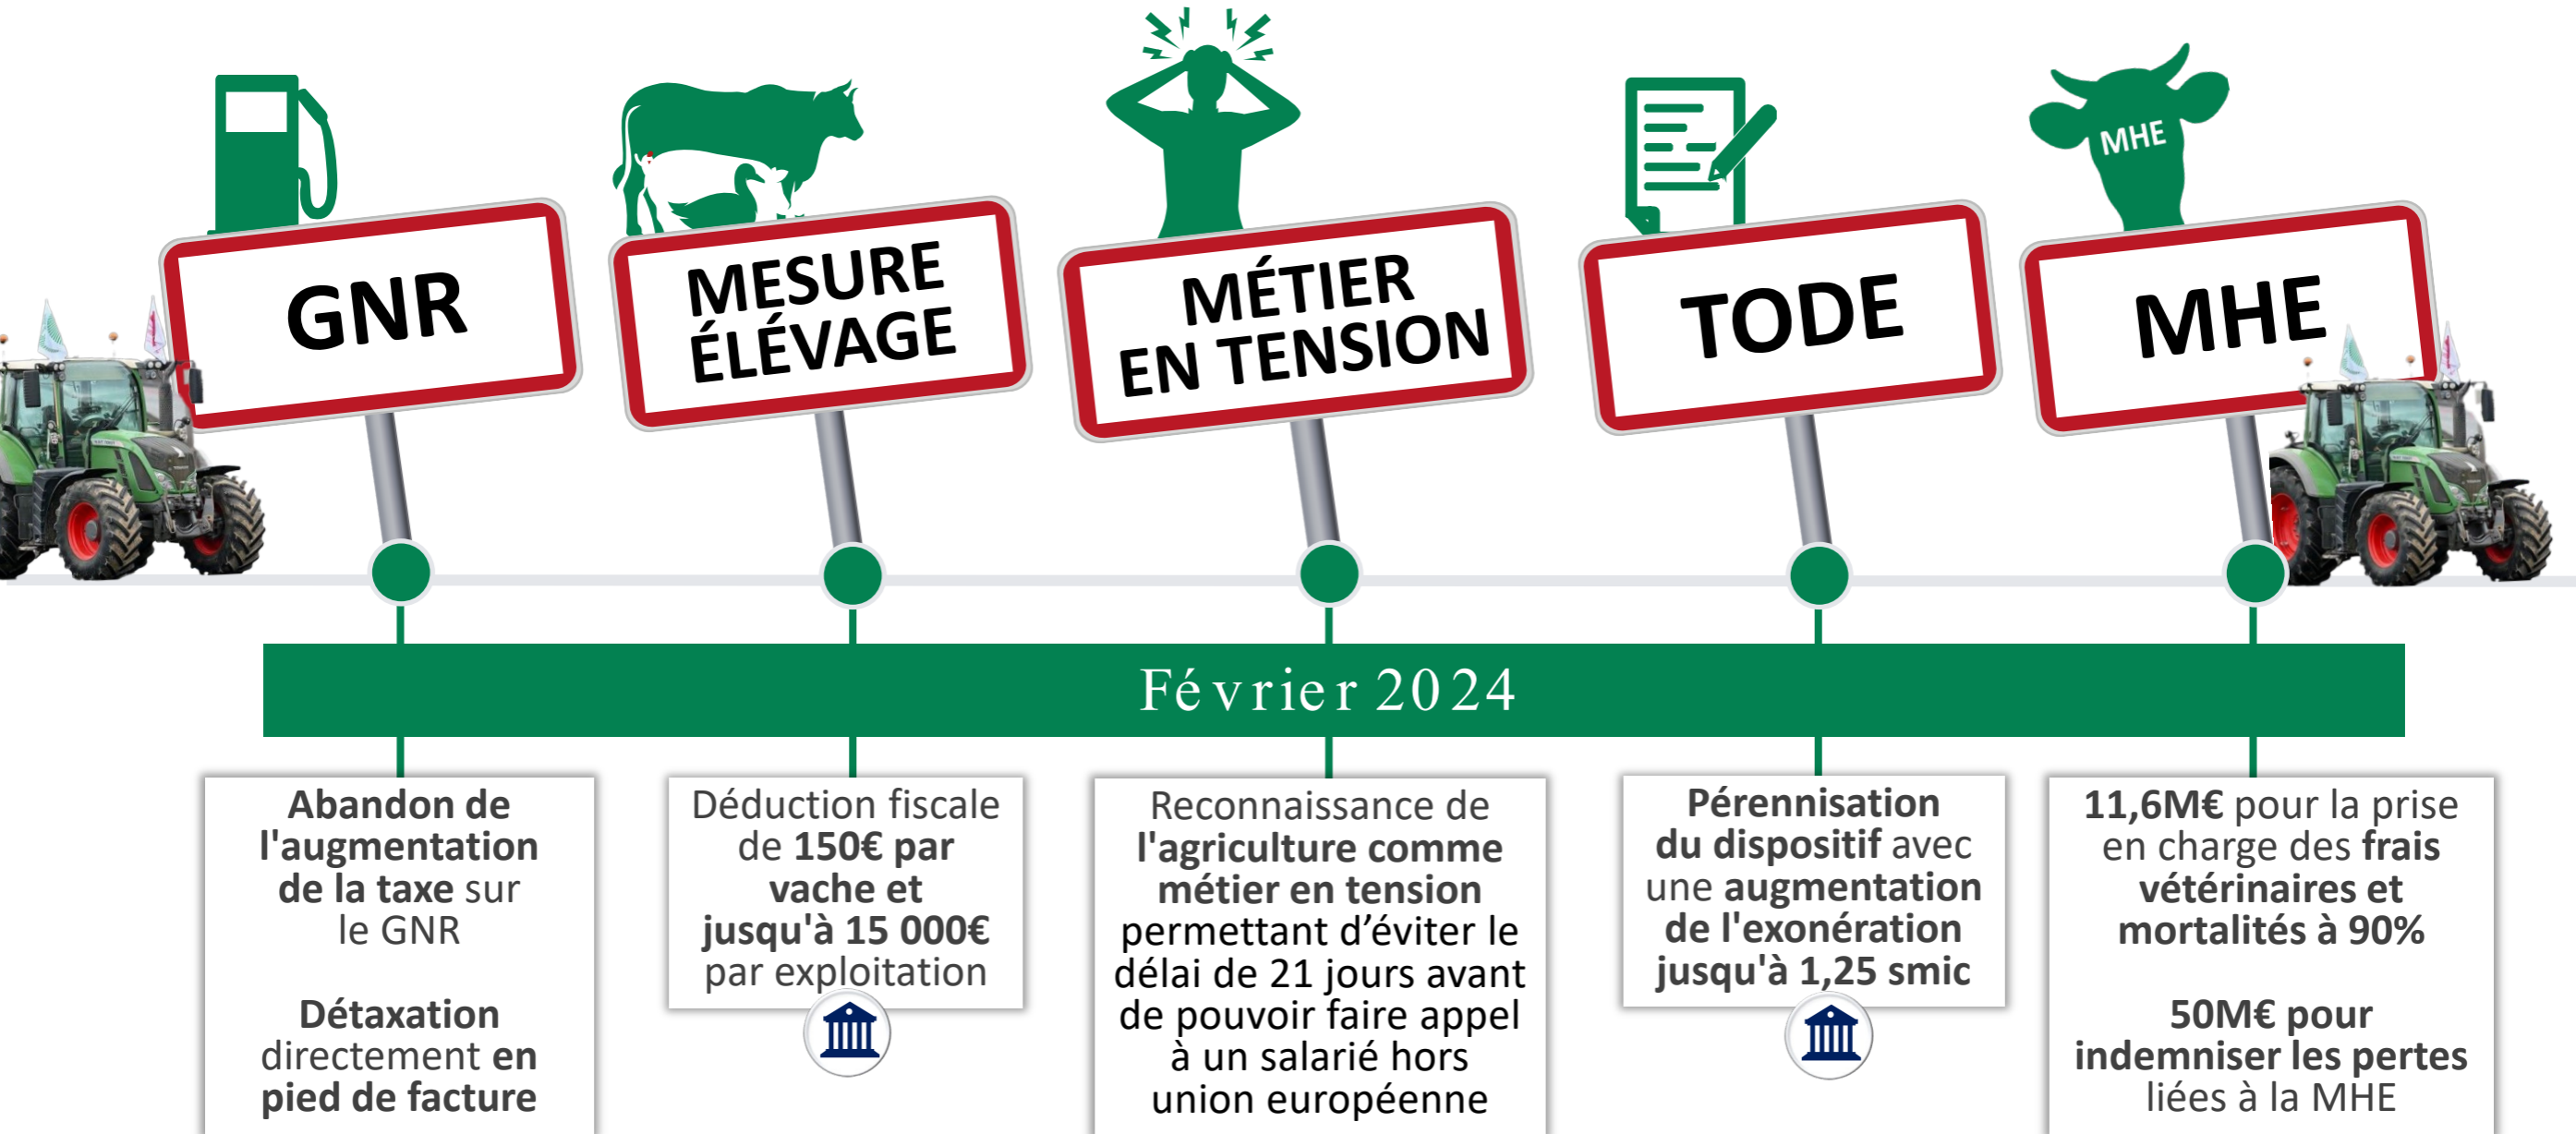 MHE
GNR
MESURE
ÉLÉVAGE
MÉTIER
EN TENSION
TODE
MHE
Février 2024
Abandon de
l'augmentation
de la taxe sur
le GNR
Détaxation
directement en
pied de facture
Déduction fiscale
de 150€ par
vache et
jusqu'à 15 000€
par exploitation
Reconnaissance de
l'agriculture comme
métier en tension
permettant d’éviter le
délai de 21 jours avant
de pouvoir faire appel
à un salarié hors
union européenne
Pérennisation
du dispositif avec
une augmentation
de l'exonération
jusqu'à 1,25 smic
11,6M€ pour la prise
en charge des frais
vétérinaires et
mortalités à 90%
50M€ pour
indemniser les pertes
liées à la MHE